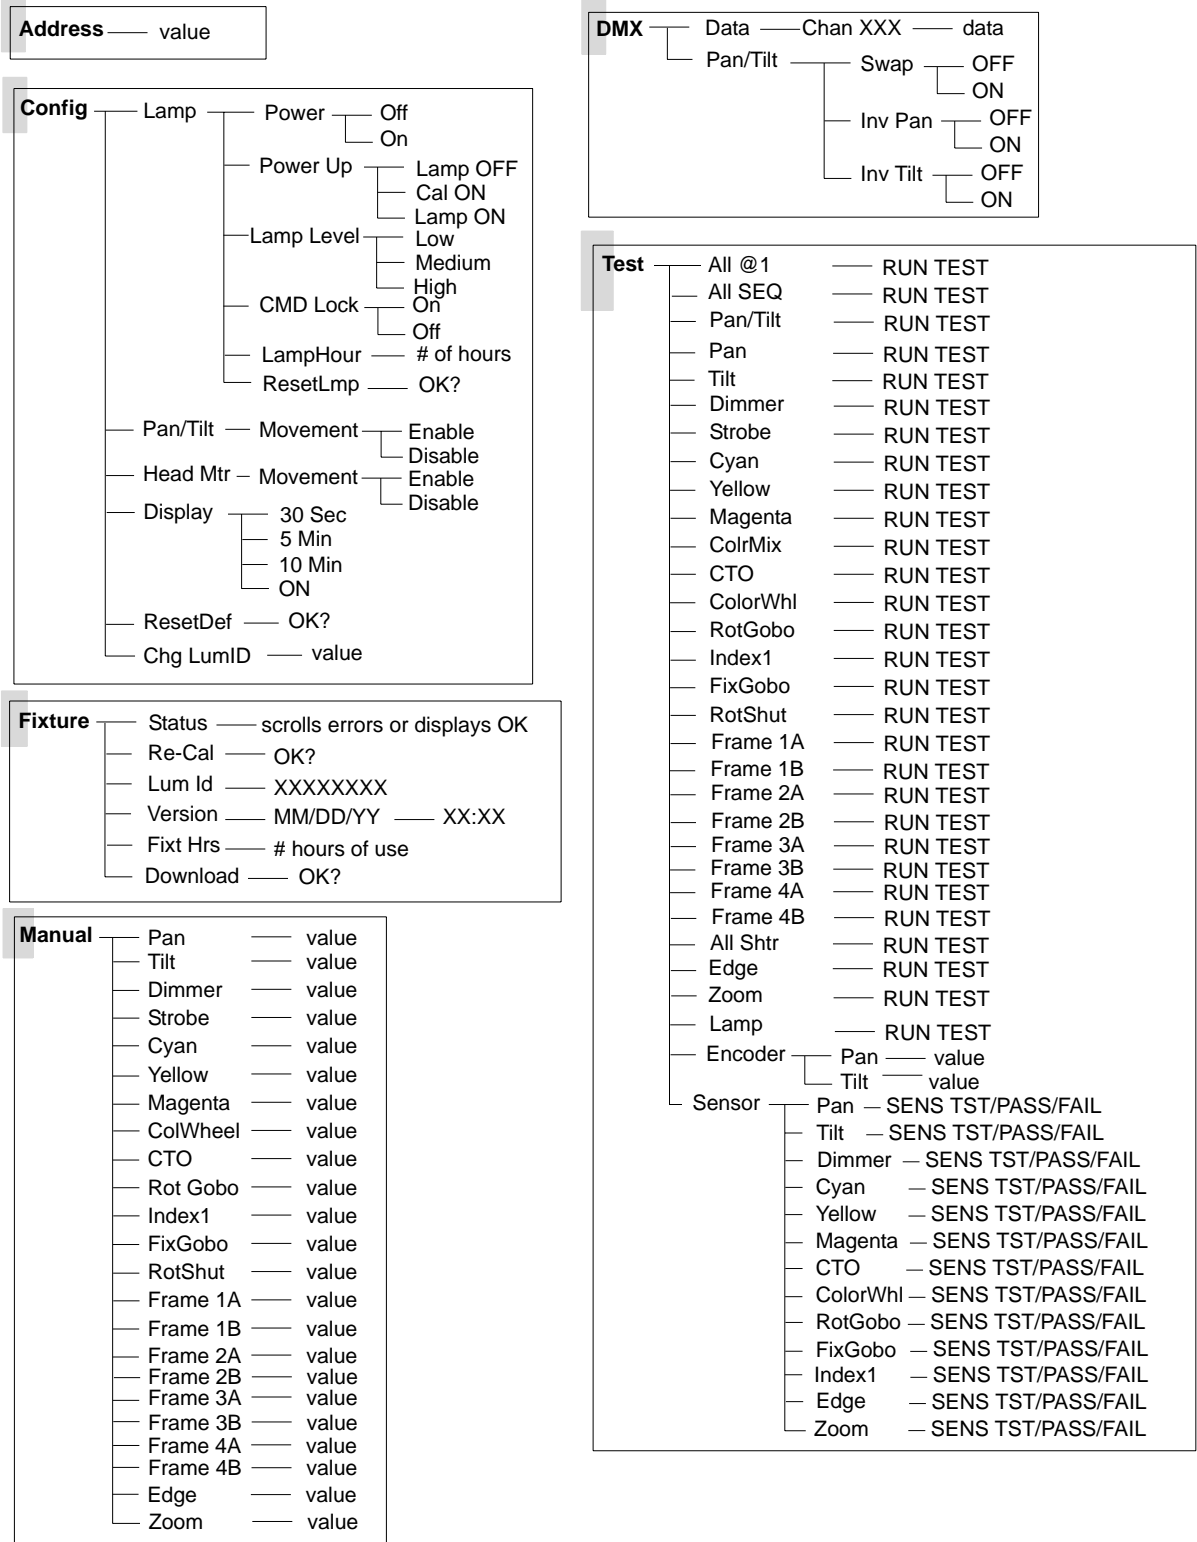 Address value
Config Lamp Power Off
On
Power Up Lamp OFF
Cal ON
Lamp ON
Lamp Level Low
Medium
High
CMD Lock On
Off
LampHour # of hours
ResetLmp OK?
Pan/Tilt Movement Enable
Disable
Head Mtr Movement Enable
Disable
Display 30 Sec
5 Min
10 Min
ON
ResetDef OK?
Chg LumID value
Fixture Status scrolls errors or displays OK
Re-Cal OK?
Lum Id XXXXXXXX
Version MM/DD/YY XX:XX
Fixt Hrs # hours of use
Download OK?
Manual Pan value
Tilt value
Dimmer value
Strobe value
Cyan value
Yellow value
Magenta value
ColWheel value
CTO value
Rot Gobo value
Index1 value
FixGobo value
RotShut value
Frame 1A value
Frame 1B value
Frame 2A value
Frame 2B value
Frame 3A value
Frame 3B value
Frame 4A value
Frame 4B value
Edge value
Zoom value
DMX Data Chan XXX data
Pan/Tilt Swap OFF
ON
Inv Pan OFF
ON
Inv Tilt OFF
ON
Test All @1 RUN TEST
All SEQ RUN TEST
Pan/Tilt RUN TEST
Pan RUN TEST
Tilt RUN TEST
Dimmer RUN TEST
Strobe RUN TEST
Cyan RUN TEST
Yellow RUN TEST
Magenta RUN TEST
ColrMix RUN TEST
CTO RUN TEST
ColorWhl RUN TEST
RotGobo RUN TEST
Index1 RUN TEST
FixGobo RUN TEST
RotShut RUN TEST
Frame 1A RUN TEST
Frame 1B RUN TEST
Frame 2A RUN TEST
Frame 2B RUN TEST
Frame 3A RUN TEST
Frame 3B RUN TEST
Frame 4A RUN TEST
Frame 4B RUN TEST
All Shtr RUN TEST
Edge RUN TEST
Zoom RUN TEST
Lamp RUN TEST
Encoder Pan value
Tilt value
Sensor Pan SENS TST/PASS/FAIL
Tilt SENS TST/PASS/FAIL
Dimmer SENS TST/PASS/FAIL
Cyan SENS TST/PASS/FAIL
Yellow SENS TST/PASS/FAIL
Magenta SENS TST/PASS/FAIL
CTO SENS TST/PASS/FAIL
ColorWhl SENS TST/PASS/FAIL
RotGobo SENS TST/PASS/FAIL
FixGobo SENS TST/PASS/FAIL
Index1 SENS TST/PASS/FAIL
Edge SENS TST/PASS/FAIL
Zoom SENS TST/PASS/FAIL